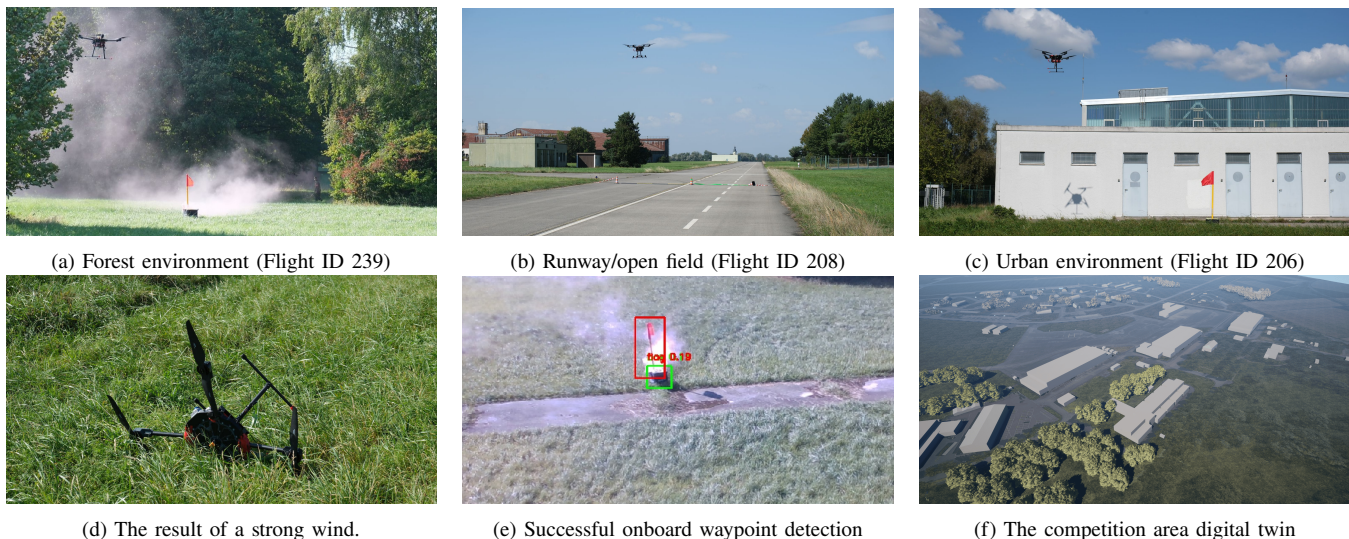 (a) Forest environment (Flight ID 239)
(b) Runway/open field (Flight ID 208)
(c) Urban environment (Flight ID 206)
flag 0.19
(d) The result of a strong wind.
(e) Successful onboard waypoint detection
(f) The competition area digital twin